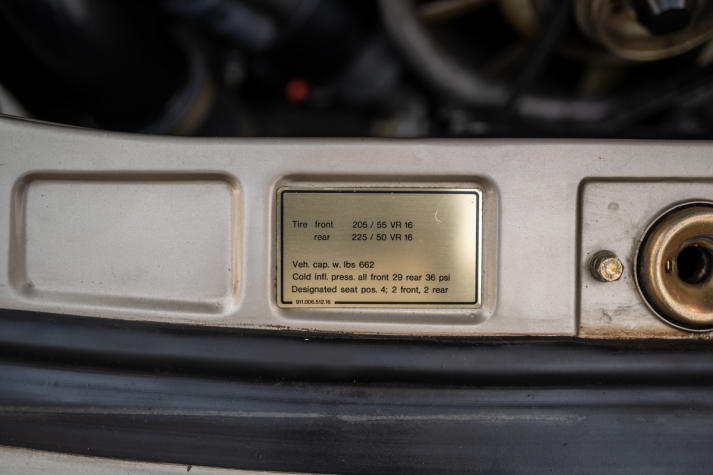 Tire front 205 / 55 VR 16
rear 225 / 50 VR 16
Veh. cap. w. lbs 662
Cold infl. press. all front 29 rear 36 psi
Designated seat pos. 4; 2 front, 2 rear
911.006.512.16